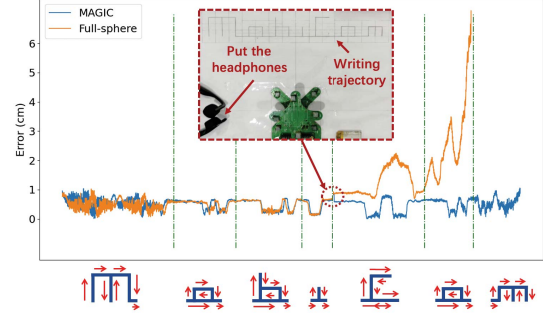 MAGIC
Full-sphere
Put the
headphones
Writing
trajectory
Error (cm)
6
5
4
3
2
1
0